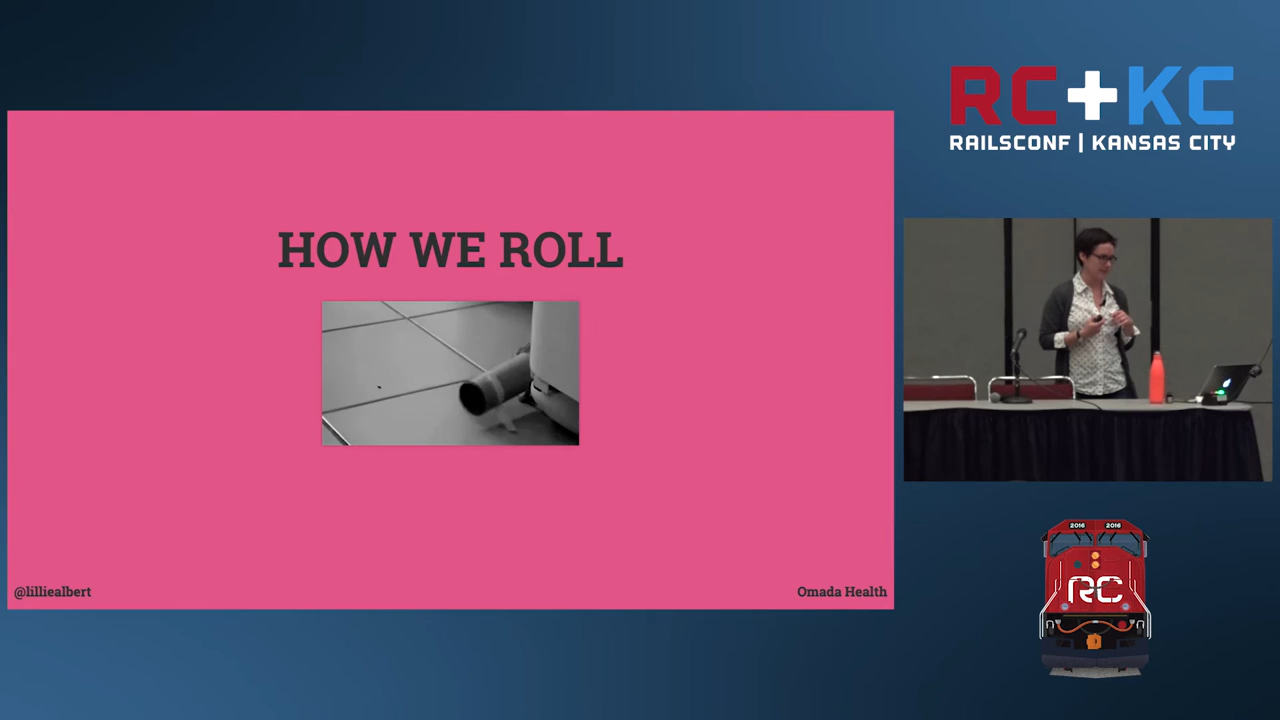 RC+KC
RAILSCONF | KANSAS CITY
HOW WE ROLL
@lilliealbert
Omada Health
2016 2016
RC